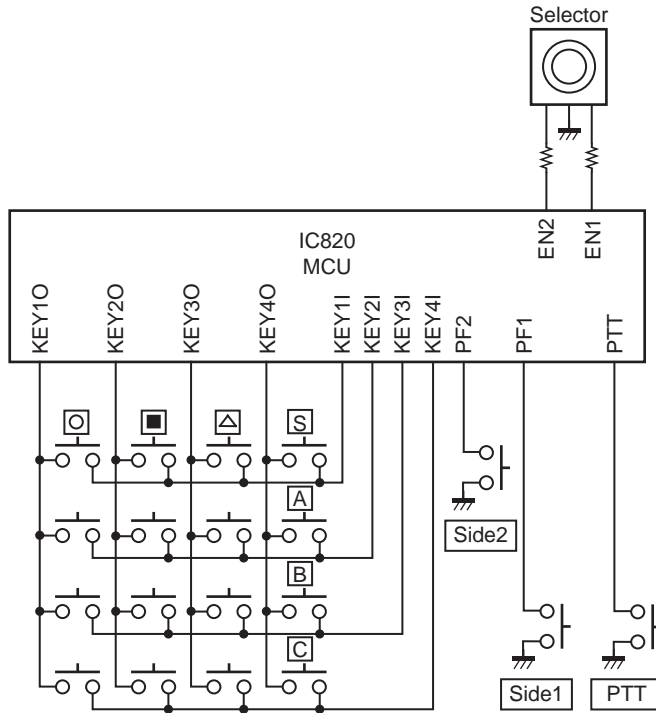 Selector
EN2
EN1
IC820
MCU
KEY1O
KEY2O
KEY3O
KEY4O
KEY1I
KEY2I
KEY3I
KEY4I
PF2
PF1
PTT
S
A
B
C
Side2
Side1
PTT